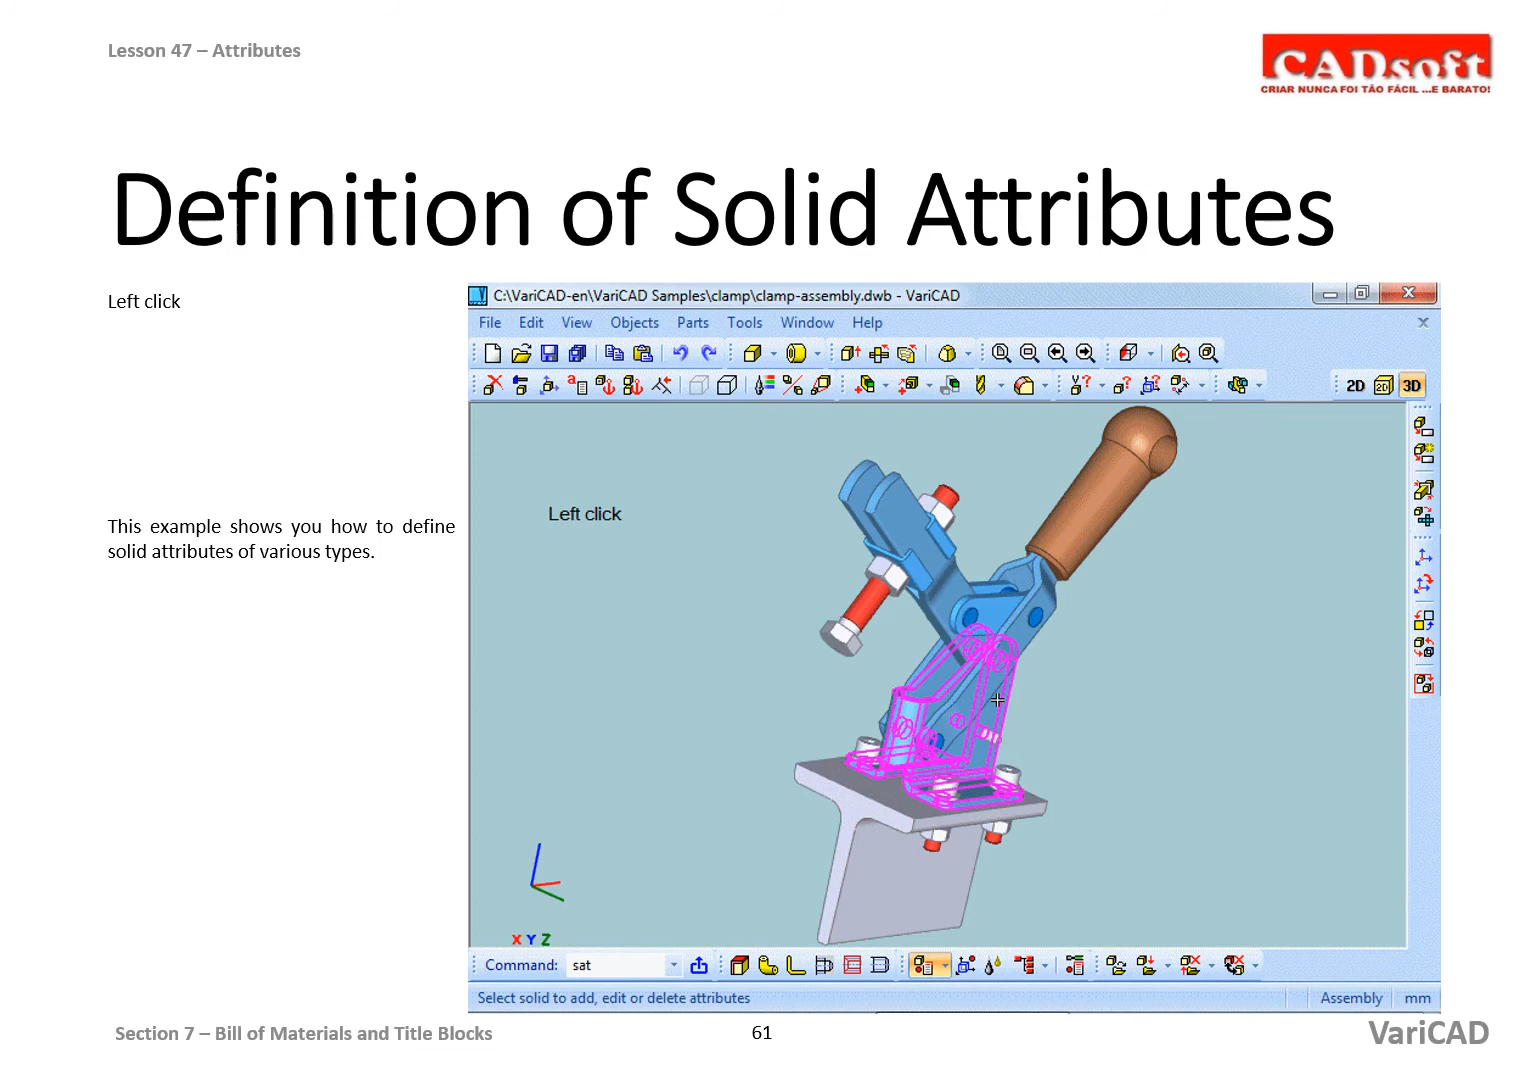 Lesson 47 – Attributes
CADsoft
CRIAR NUNCA FOI TÃO FÁCIL ...E BARATO!
Definition of Solid Attributes
Left click
This example shows you how to define
solid attributes of various types.
C:\VariCAD-en\VariCAD Samples\clamp\clamp-assembly.dwb - VariCAD
File Edit View Objects Parts Tools Window Help
2D 2D 3D
Left click
X Y Z
Command: sat
Select solid to add, edit or delete attributes
Assembly mm
Section 7 – Bill of Materials and Title Blocks
61
VariCAD